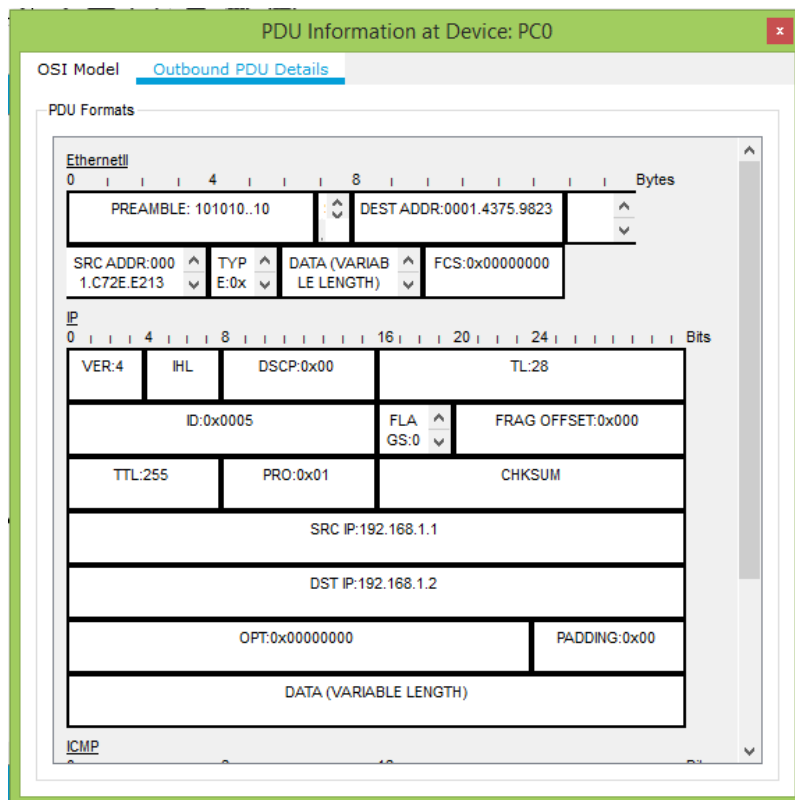 PDU Information at Device: PC0
x
OSI Model Outbound PDU Details
PDU Formats
EthernetII
0 4 8 Bytes
PREAMBLE: 101010..10 DEST ADDR:0001.4375.9823
SRC ADDR:000 TYP DATA (VARIAB FCS:0x00000000
1.C72E.E213 E:0x LE LENGTH)
IP
0 4 8 16 20 24 Bits
VER:4 IHL DSCP:0x00 TL:28
ID:0x0005 FLA FRAG OFFSET:0x000
GS:0
TTL:255 PRO:0x01 CHKSUM
SRC IP:192.168.1.1
DST IP:192.168.1.2
OPT:0x00000000 PADDING:0x00
DATA (VARIABLE LENGTH)
ICMP